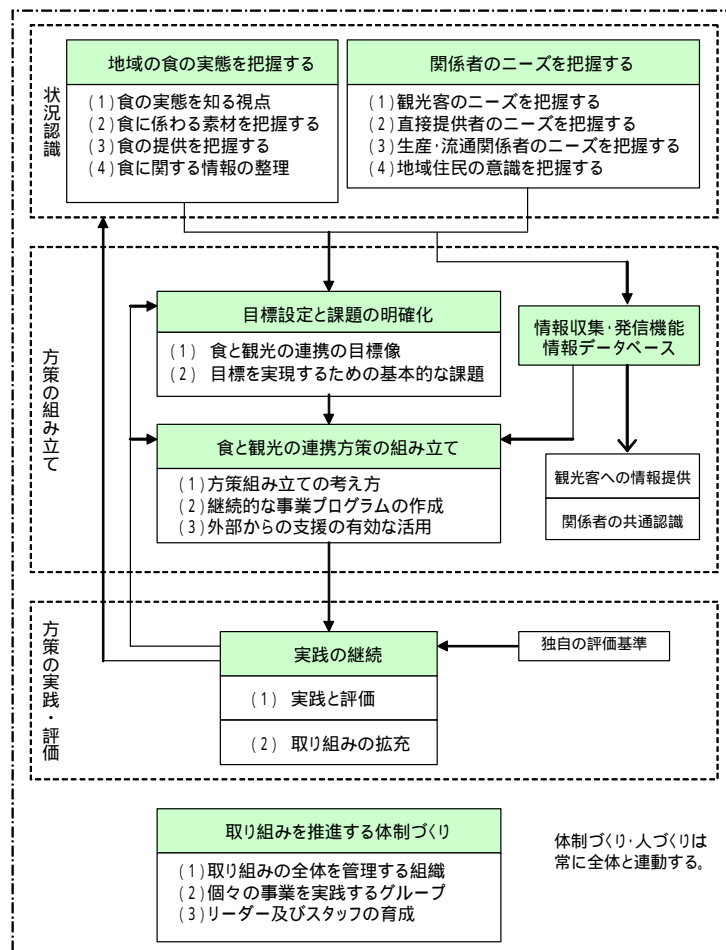 状況認識
地域の食の実態を把握する
(1)食の実態を知る視点
(2)食に係わる素材を把握する
(3)食の提供を把握する
(4)食に関する情報の整理
関係者のニーズを把握する
(1)観光客のニーズを把握する
(2)直接提供者のニーズを把握する
(3)生産・流通関係者のニーズを把握する
(4)地域住民の意識を把握する
方策の組み立て
目標設定と課題の明確化
(1) 食と観光の連携の目標像
(2) 目標を実現するための基本的な課題
情報収集・発信機能
情報データベース
食と観光の連携方策の組み立て
(1)方策組み立ての考え方
(2)継続的な事業プログラムの作成
(3)外部からの支援の有効な活用
観光客への情報提供
関係者の共通認識
方策の実践・評価
実践の継続
(1) 実践と評価
(2) 取り組みの拡充
独自の評価基準
取り組みを推進する体制づくり
(1)取り組みの全体を管理する組織
(2)個々の事業を実践するグループ
(3)リーダー及びスタッフの育成
体制づくり・人づくりは
常に全体と連動する。